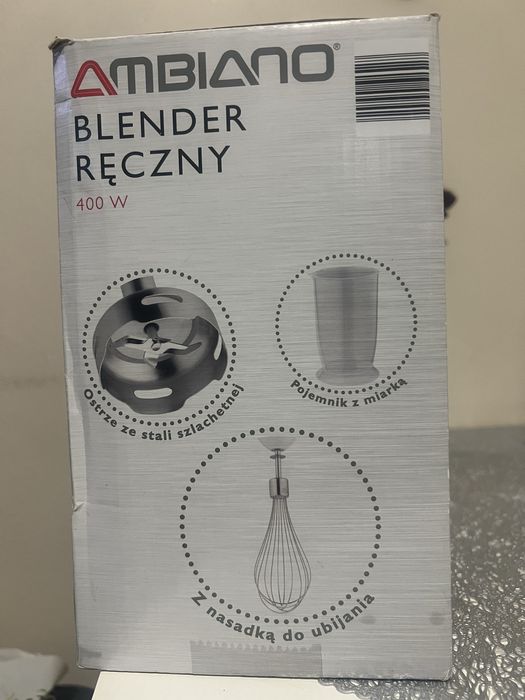 AMBIANO®
BLENDER
RĘCZNY
400 W
Ostrze ze stali szlachetnej
Pojemnik z miarką
Z nasadką do ubijania